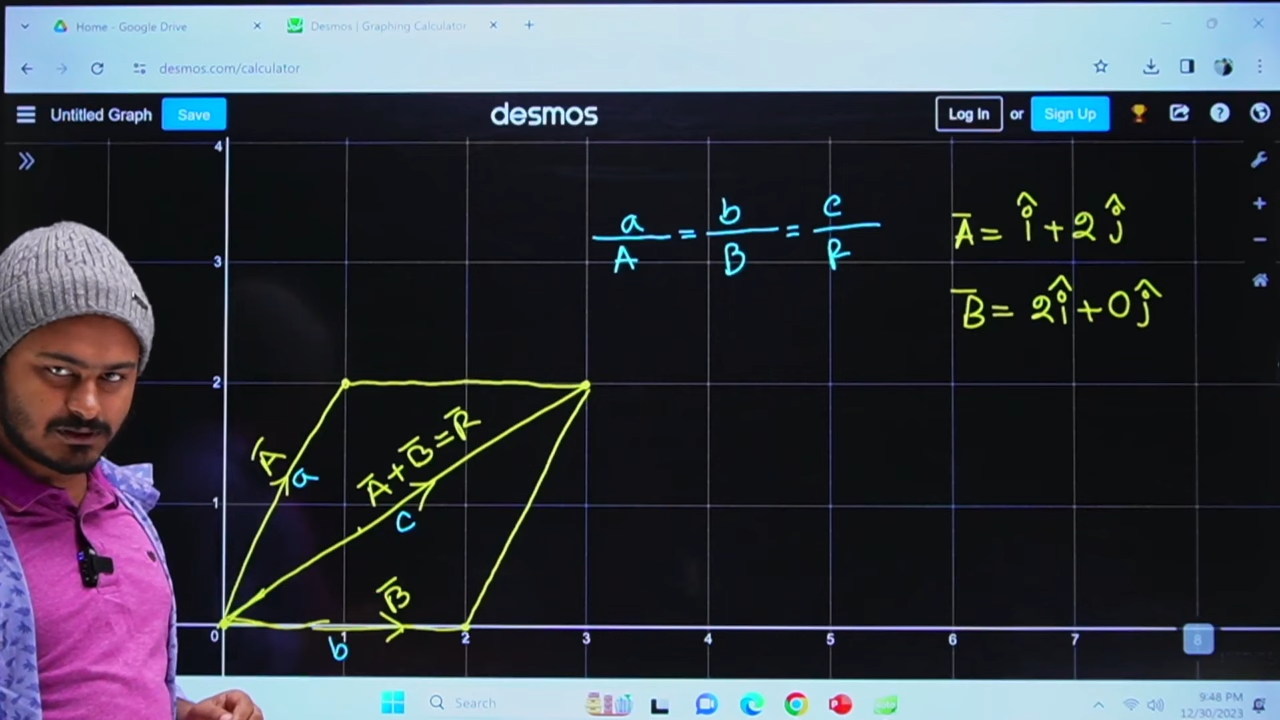 Home - Google Drive
Desmos | Graphing Calculator
desmos.com/calculator
Untitled Graph
Save
desmos
Log In or Sign Up
4
a/A = b/B = c/R
A̅ = î + 2ĵ
3
B̅ = 2î + 0ĵ
2
A̅ + B̅ = R̅
A̅
a
1
c
B̅
0 1 2 3 4 5 6 7 8
b
Search
9:48 PM
12/30/2023